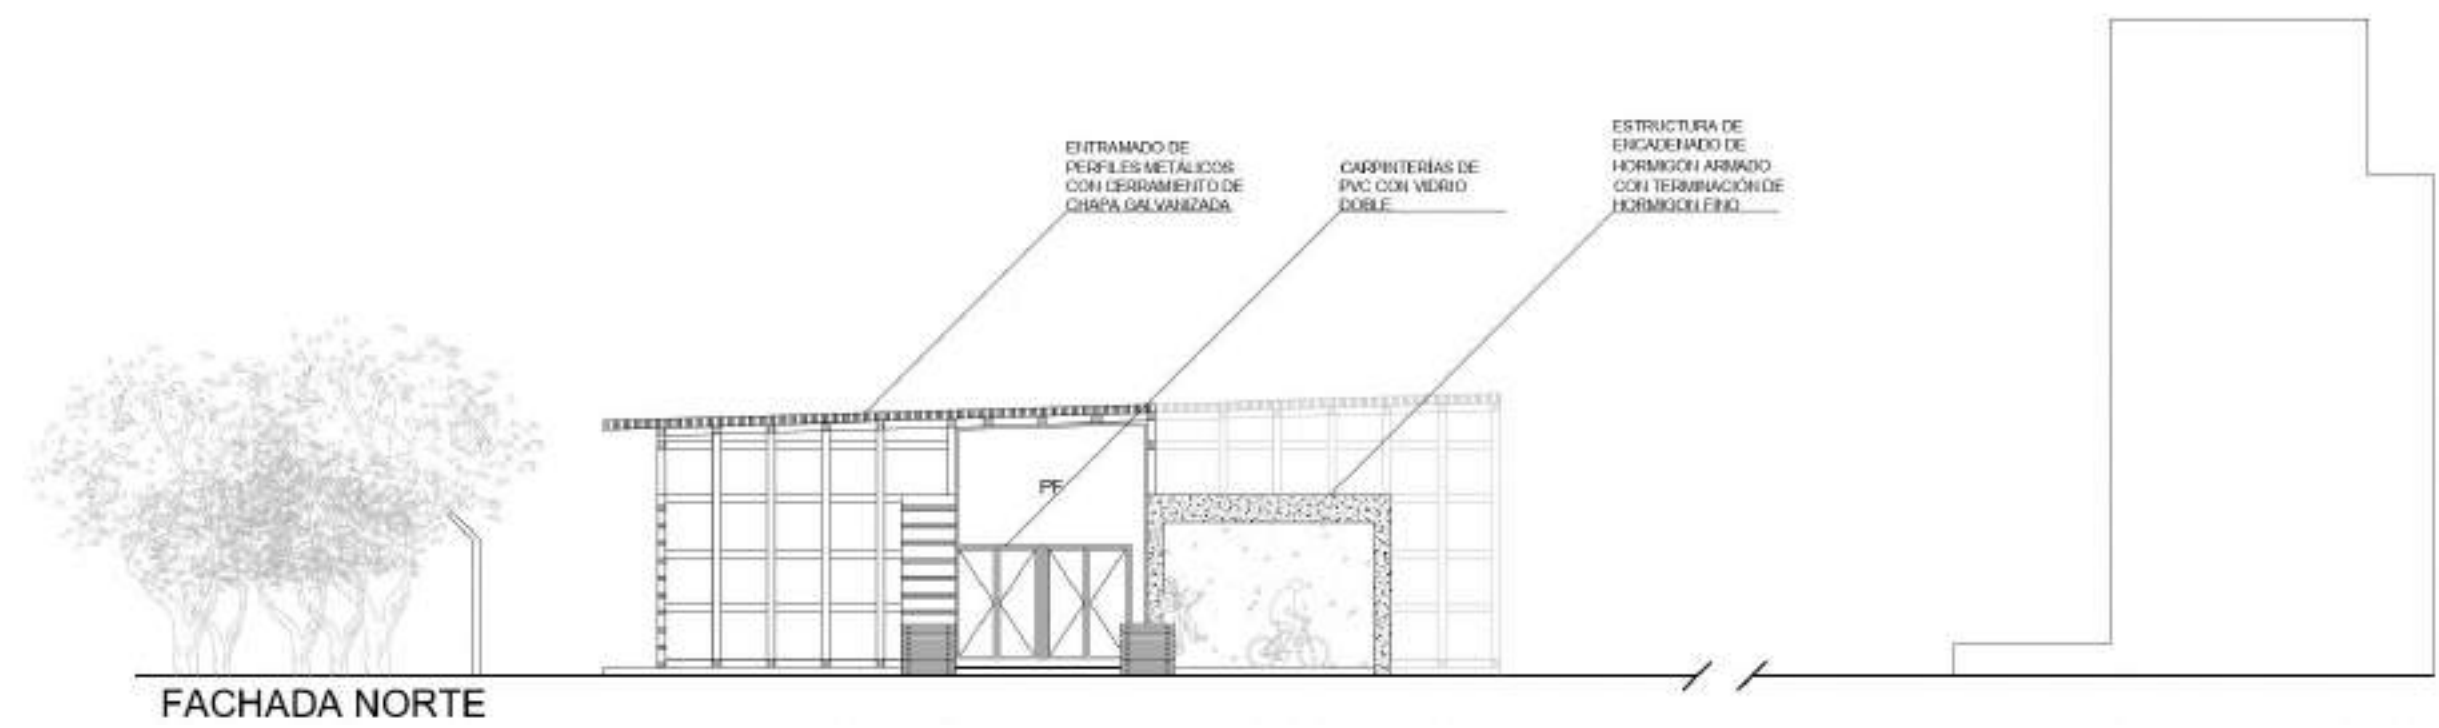 ENTRAMADO DE
PERFILES METÁLICOS
CON CERRAMIENTO DE
CHAPA GALVANIZADA
CARPINTERÍAS DE
PVC CON VIDRIO
DOBLE
ESTRUCTURA DE
ENCADENADO DE
HORMIGÓN ARMADO
CON TERMINACIÓN DE
HORMIGON FINO
PF
FACHADA NORTE